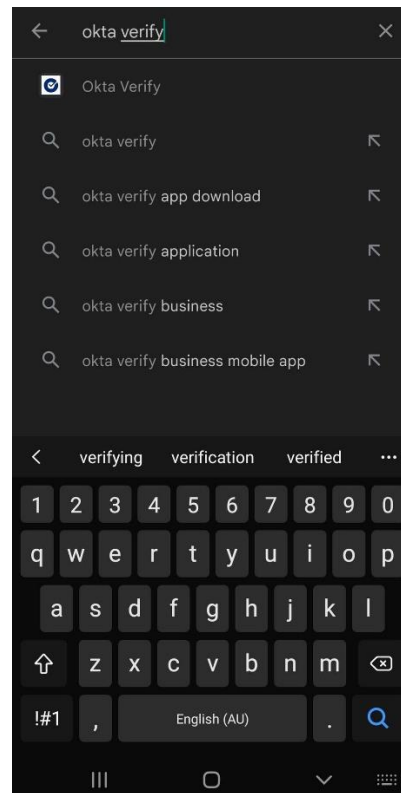 okta verify
Okta Verify
okta verify
okta verify app download
okta verify application
okta verify business
okta verify business mobile app
verifying verification verified
1 2 3 4 5 6 7 8 9 0
q w e r t y u i o p
a s d f g h j k l
z x c v b n m
!#1 , English (AU) .